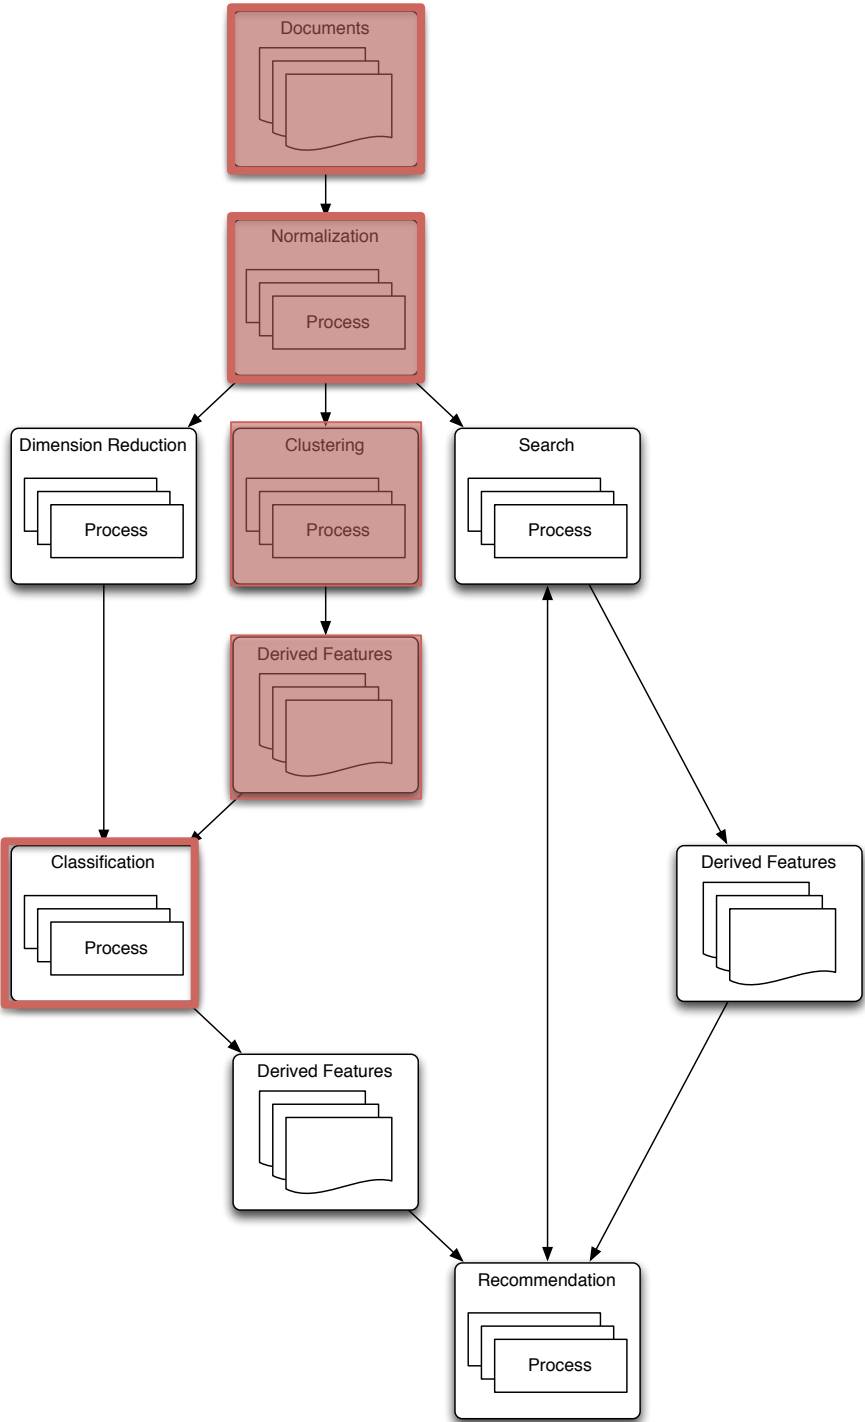 Documents
Normalization
Process
Dimension Reduction
Process
Clustering
Process
Search
Process
Derived Features
Classification
Process
Derived Features
Derived Features
Recommendation
Process